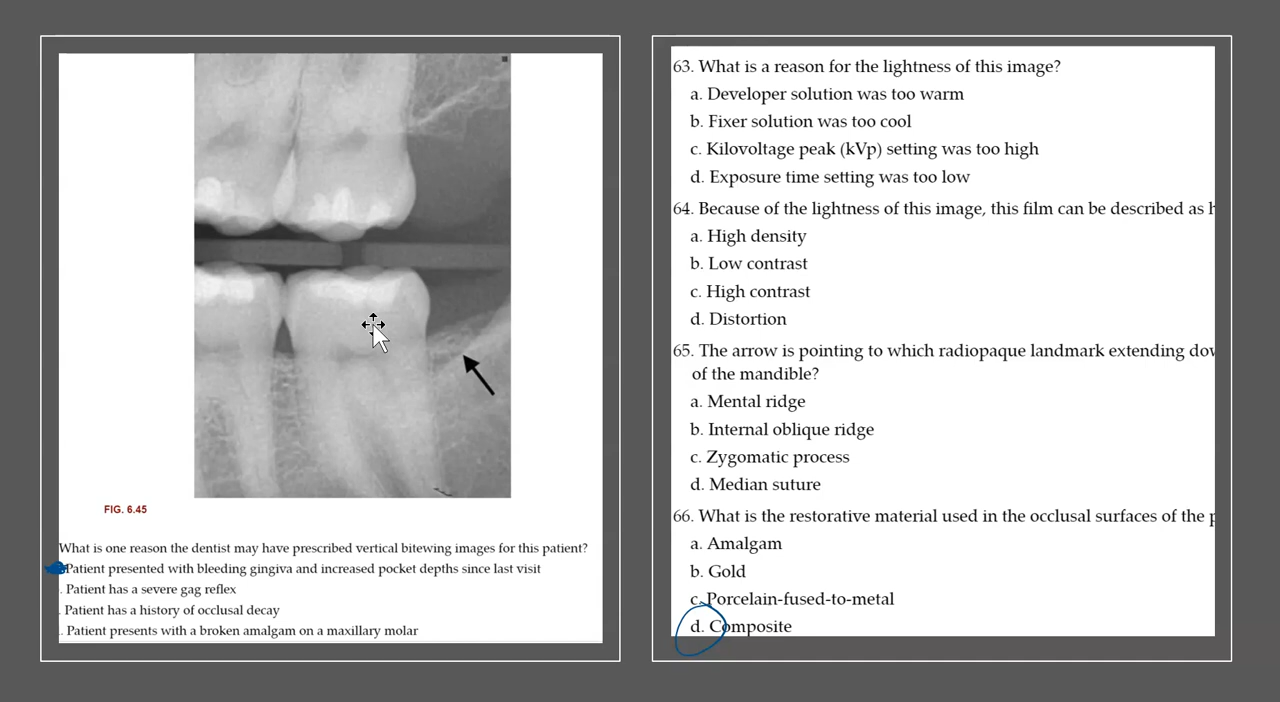 FIG. 6.45
What is one reason the dentist may have prescribed vertical bitewing images for this patient?
Patient presented with bleeding gingiva and increased pocket depths since last visit
. Patient has a severe gag reflex
. Patient has a history of occlusal decay
. Patient presents with a broken amalgam on a maxillary molar
63. What is a reason for the lightness of this image?
a. Developer solution was too warm
b. Fixer solution was too cool
c. Kilovoltage peak (kVp) setting was too high
d. Exposure time setting was too low
64. Because of the lightness of this image, this film can be described as
a. High density
b. Low contrast
c. High contrast
d. Distortion
65. The arrow is pointing to which radiopaque landmark extending
of the mandible?
a. Mental ridge
b. Internal oblique ridge
c. Zygomatic process
d. Median suture
66. What is the restorative material used in the occlusal surfaces of the
a. Amalgam
b. Gold
c. Porcelain-fused-to-metal
d. Composite